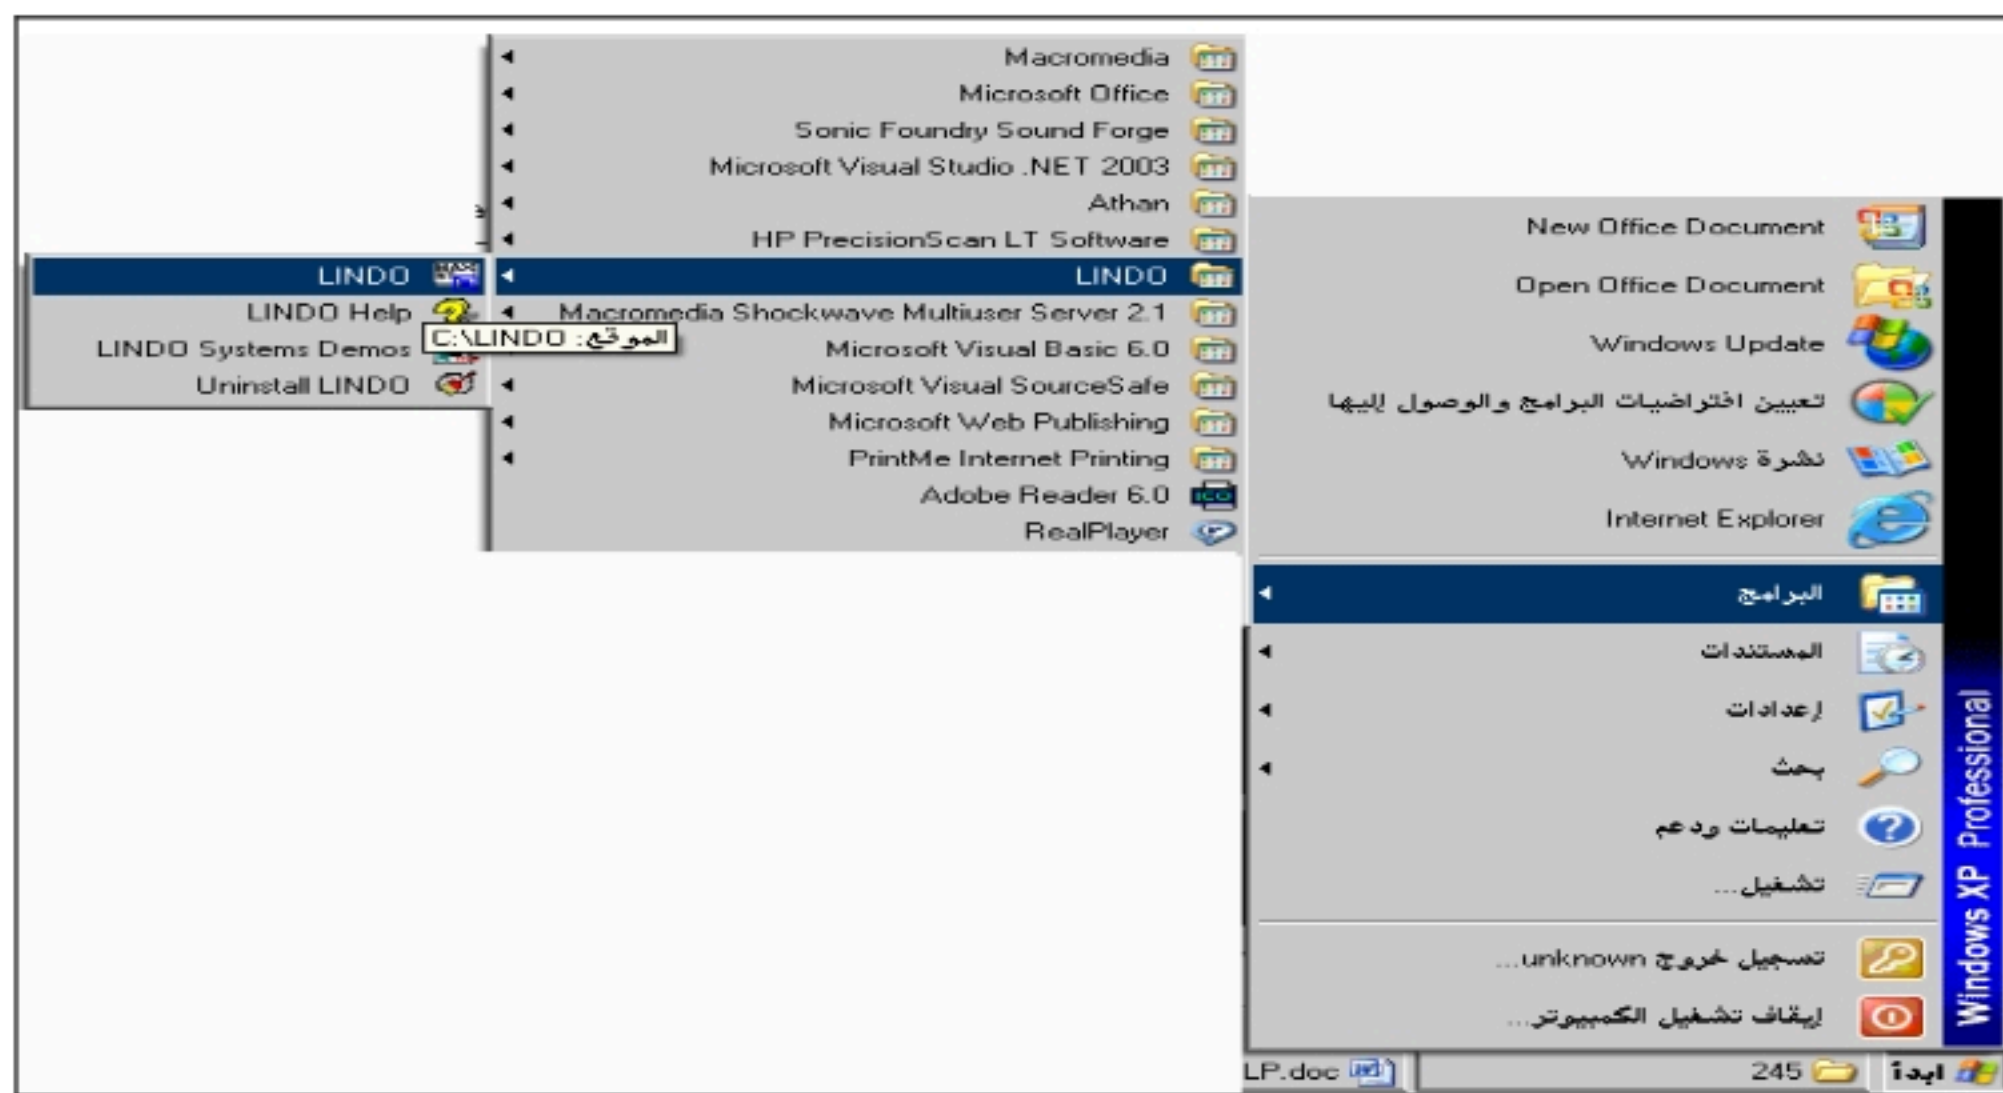 Macromedia
Microsoft Office
Sonic Foundry Sound Forge
Microsoft Visual Studio .NET 2003
Athan
HP PrecisionScan LT Software
LINDO
Macromedia Shockwave Multiuser Server 2.1
Microsoft Visual Basic 6.0
Microsoft Visual SourceSafe
Microsoft Web Publishing
PrintMe Internet Printing
Adobe Reader 6.0
RealPlayer
LINDO
LINDO Help
LINDO Systems Demos
Uninstall LINDO
الموقع: C:\LINDO
New Office Document
Open Office Document
Windows Update
تعيين افتراضيات البرامج والوصول إليها
نشرة Windows
Internet Explorer
البرامج
المستندات
إعدادات
بحث
تعليمات ودعم
تشغيل...
تسجيل خروج unknown...
إيقاف تشغيل الكمبيوتر...
Windows XP Professional
ابدأ
245
LP.doc